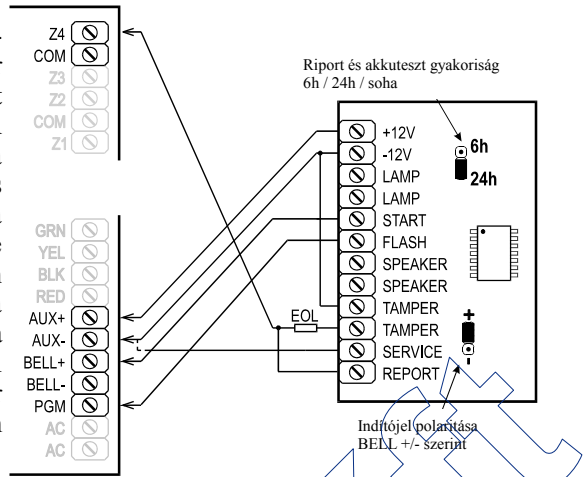 Z4
COM
Z3
Z2
COM
Z1
GRN
YEL
BLK
RED
AUX+
AUX-
BELL+
BELL-
PGM
AC
AC
EOL
Riport és akkuteszt gyakoriság
6h / 24h / soha
+12V
-12V
LAMP
LAMP
START
FLASH
SPEAKER
SPEAKER
TAMPER
TAMPER
SERVICE
REPORT
6h
24h
+
-
Indítójel polaritása
BELL +/- szerint